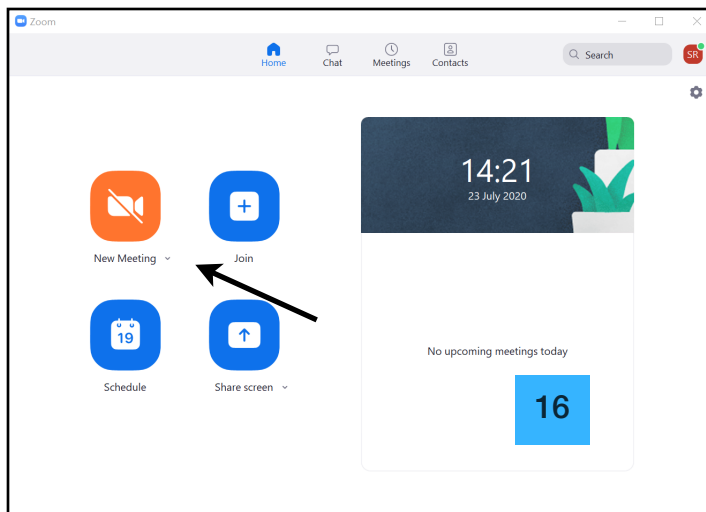 Zoom
Home
Chat
Meetings
Contacts
Search
SR
14:21
23 July 2020
New Meeting
Join
19
Schedule
Share screen
No upcoming meetings today
16